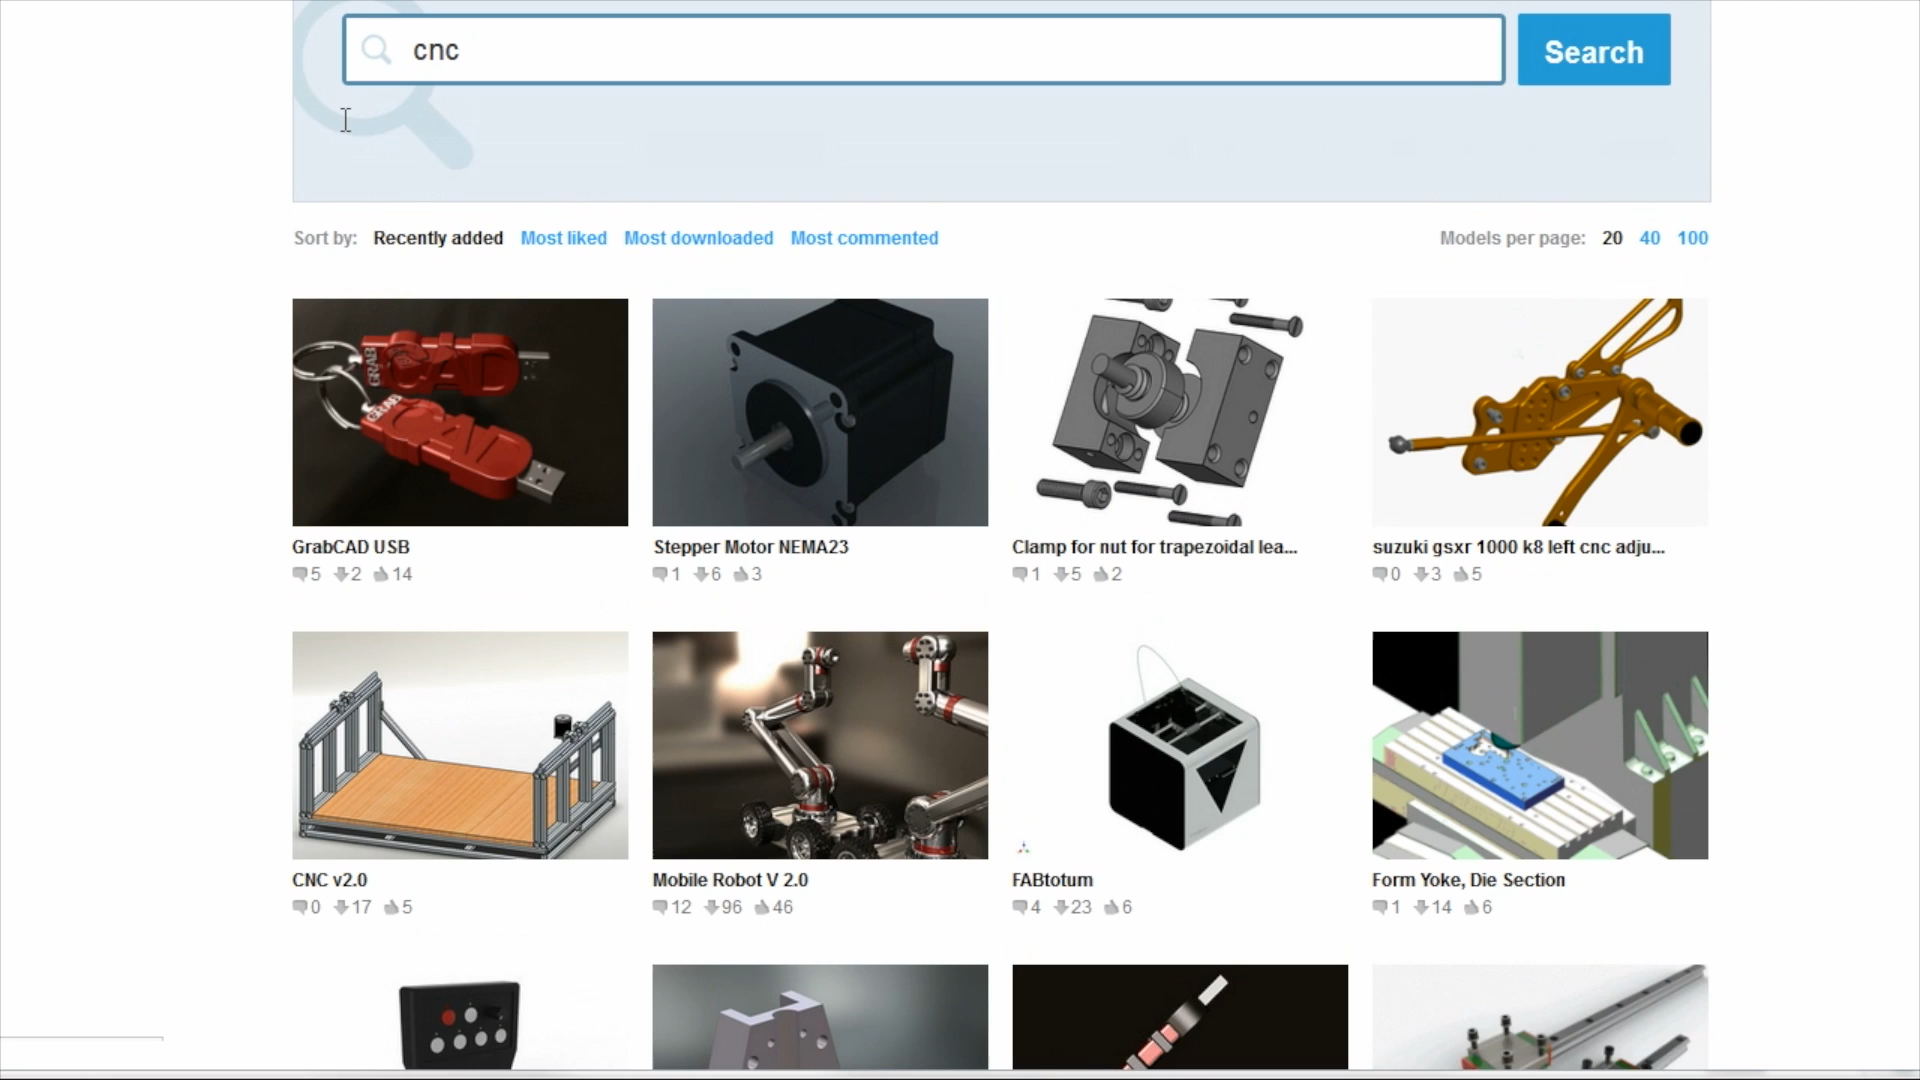 cnc
Search
Sort by: Recently added Most liked Most downloaded Most commented
Models per page: 20 40 100
GRAB
GRAB
CAD
GrabCAD USB
5 2 14
Stepper Motor NEMA23
1 6 3
Clamp for nut for trapezoidal lea...
1 5 2
suzuki gsxr 1000 k8 left cnc adju...
0 3 5
CNC v2.0
0 17 5
Mobile Robot V 2.0
12 96 46
FABtotum
4 23 6
Form Yoke, Die Section
1 14 6